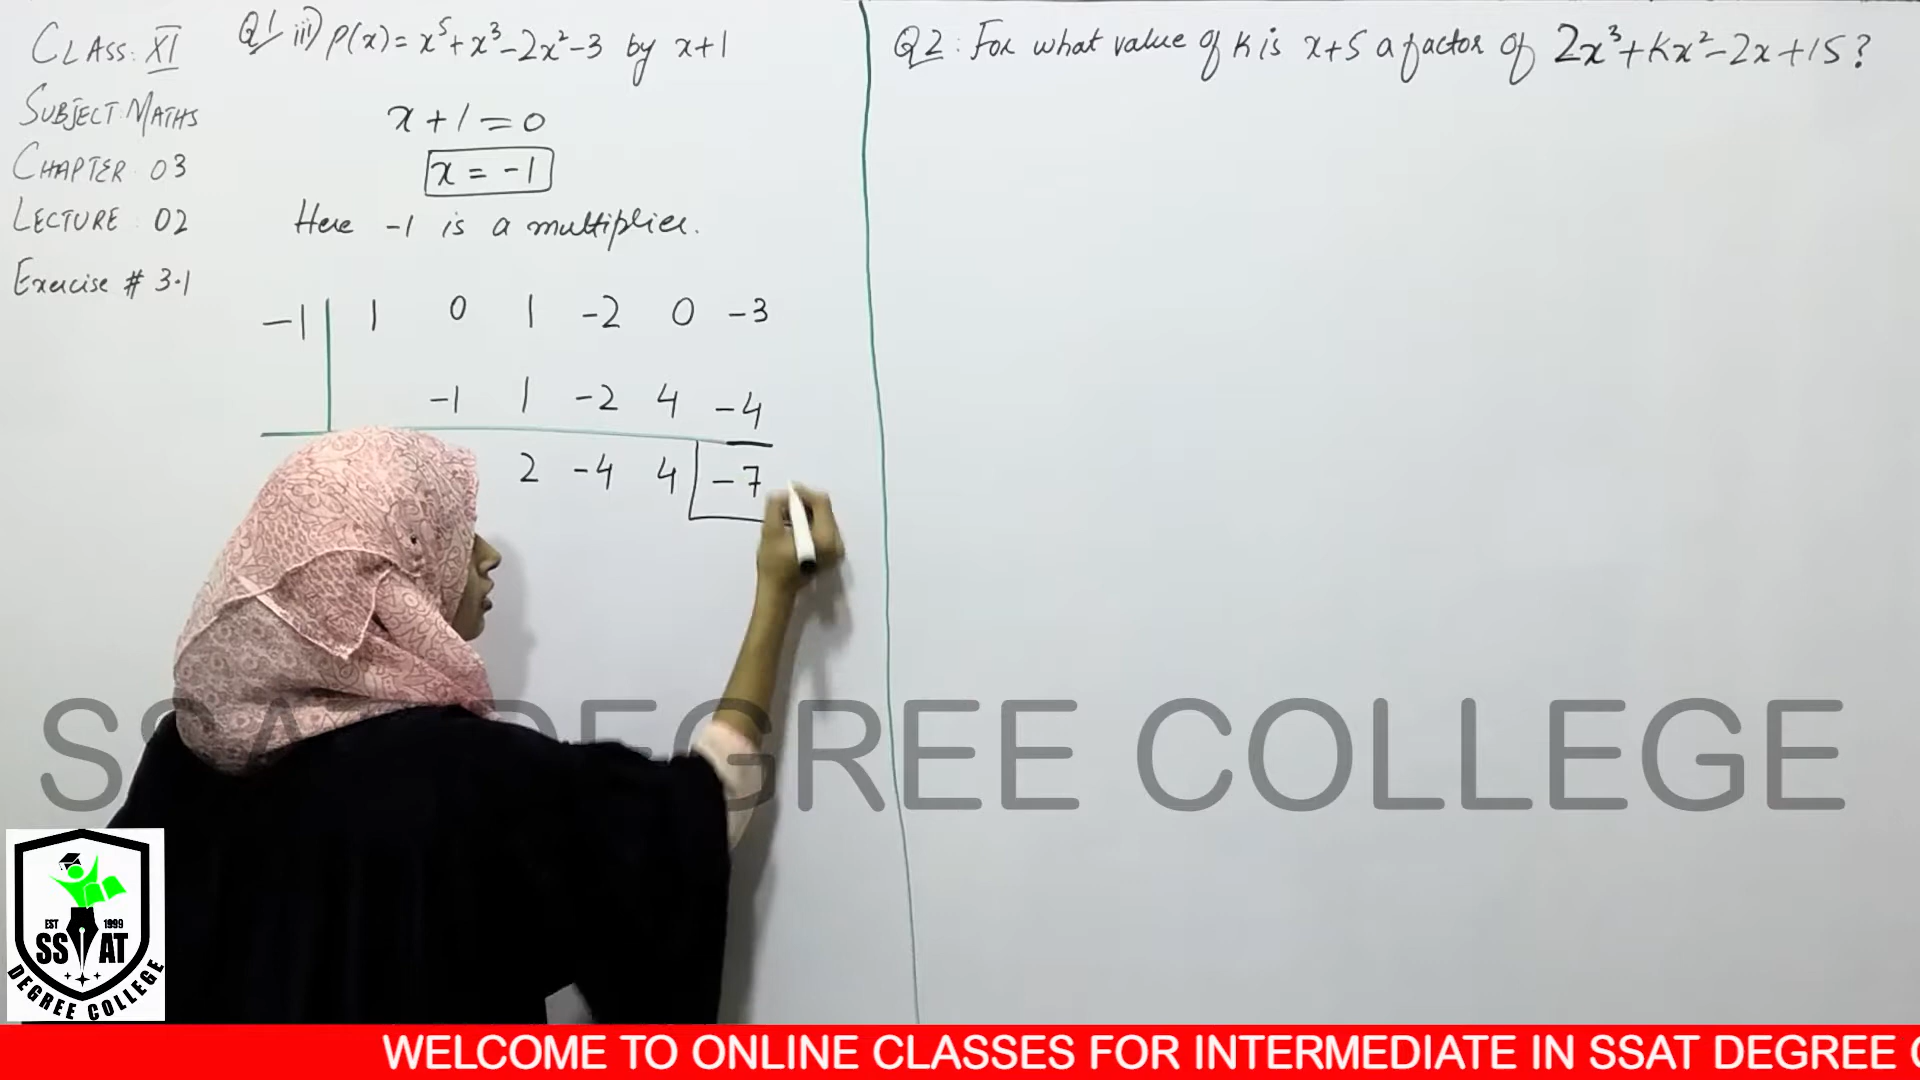 CLASS: XI
SUBJECT: MATHS
CHAPTER 03
LECTURE : 02
Exercise # 3.1
Q1 iii) P(x) = x⁵ + x³ - 2x² - 3 by x+1
x + 1 = 0
x = -1
Here -1 is a multiplier.
-1 | 1 0 1 -2 0 -3
-1 1 -2 4 -4
2 -4 4 | -7
Q2 : For what value of K is x+5 a factor of 2x³ + Kx² - 2x + 15 ?
SSAT DEGREE COLLEGE
EST 1999
SSAT
DEGREE COLLEGE
WELCOME TO ONLINE CLASSES FOR INTERMEDIATE IN SSAT DEGREE